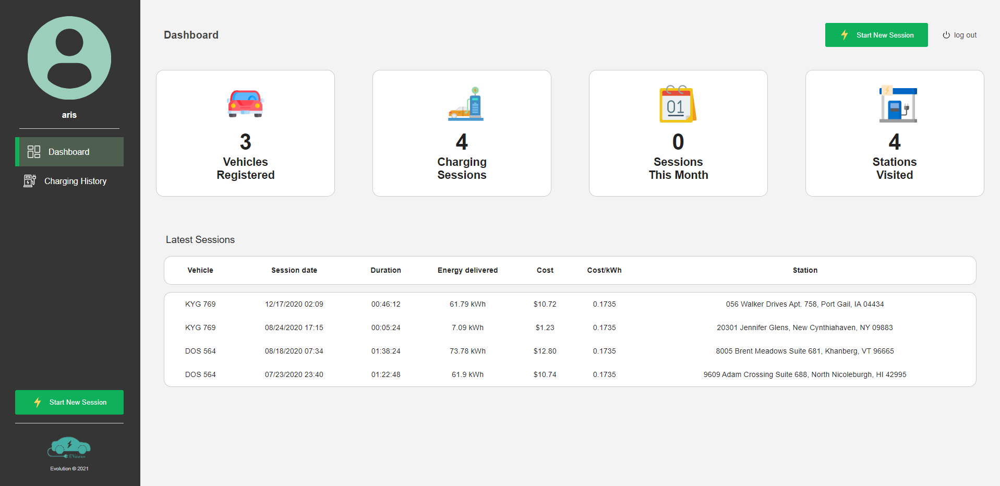 aris
Dashboard
Charging History
Start New Session
Evolution © 2021
Dashboard
Start New Session
log out
3
Vehicles
Registered
4
Charging
Sessions
01
0
Sessions
This Month
4
Stations
Visited
Latest Sessions
Vehicle Session date Duration Energy delivered Cost Cost/kWh Station
KYG 769 12/17/2020 02:09 00:46:12 61.79 kWh $10.72 0.1735 056 Walker Drives Apt. 758, Port Gail, IA 04434
KYG 769 08/24/2020 17:15 00:05:24 7.09 kWh $1.23 0.1735 20301 Jennifer Glens, New Cynthiahaven, NY 09883
DOS 564 08/18/2020 07:34 01:38:24 73.78 kWh $12.80 0.1735 8005 Brent Meadows Suite 681, Khanberg, VT 96665
DOS 564 07/23/2020 23:40 01:22:48 61.9 kWh $10.74 0.1735 9609 Adam Crossing Suite 688, North Nicoleburgh, HI 42995